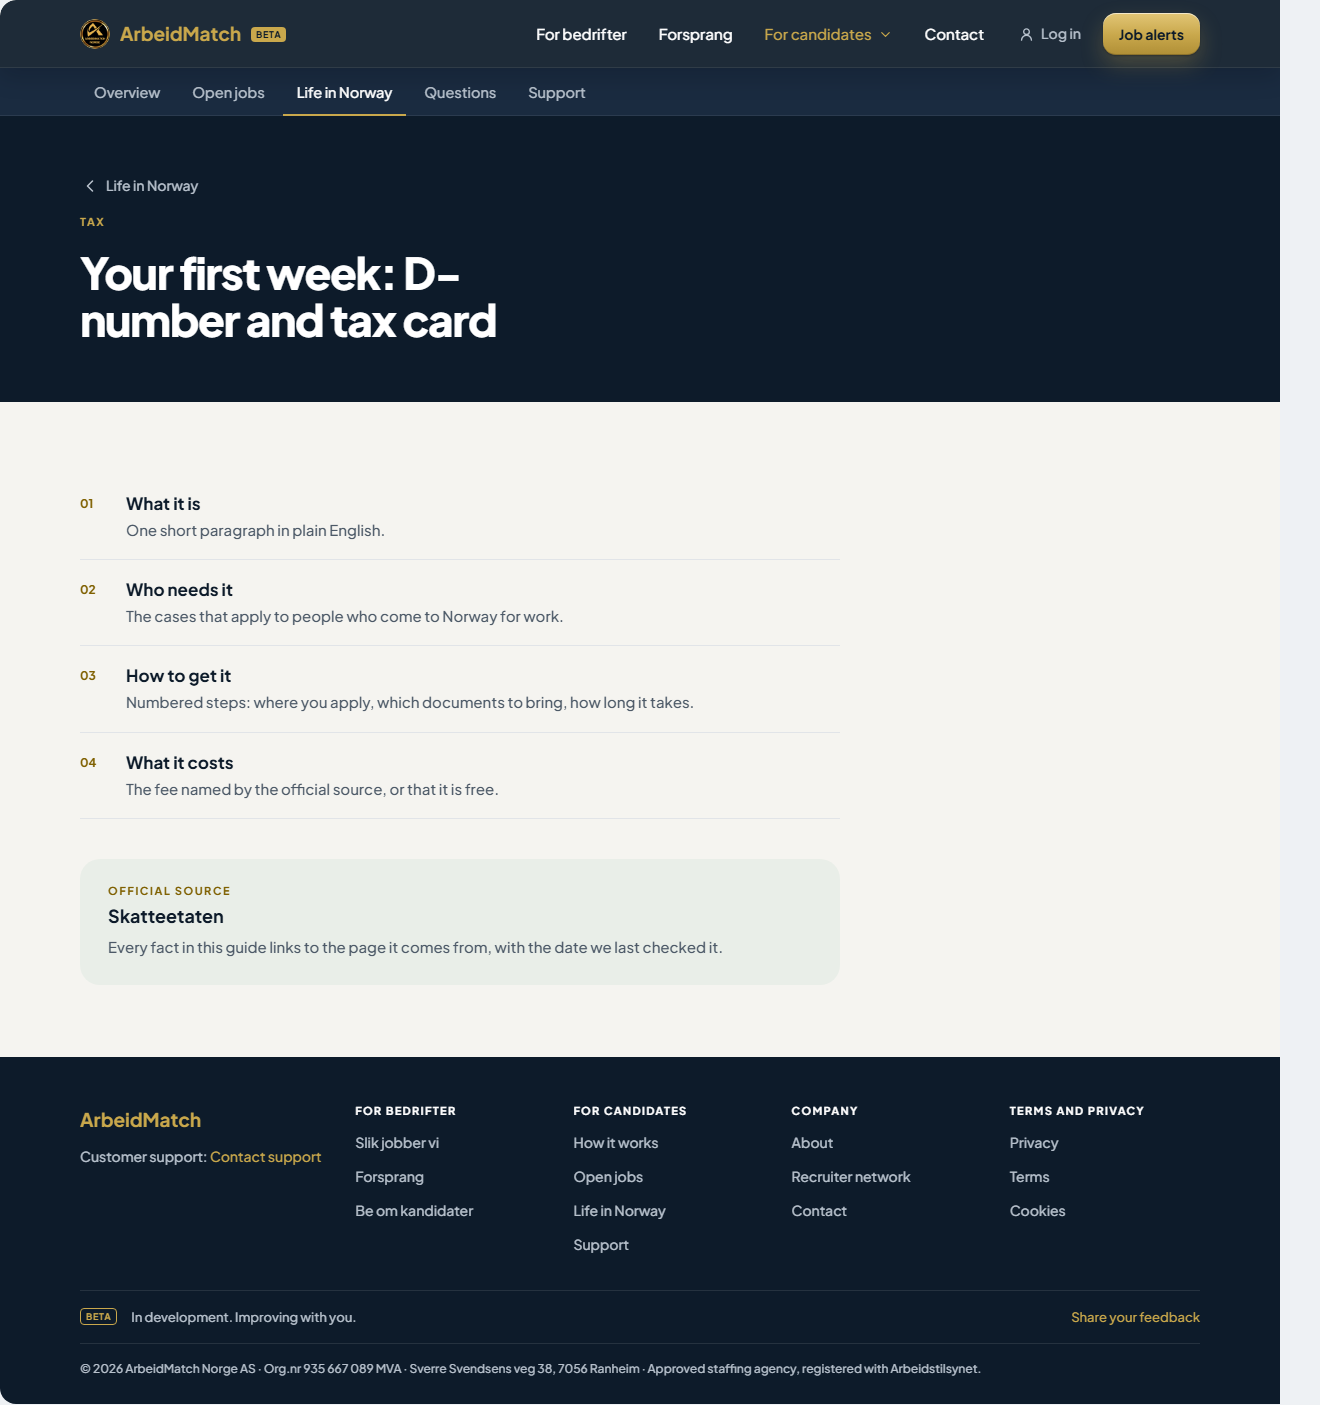 ArbeidMatch BETA For bedrifter Forsprang For candidates Contact Log in Job alerts
Overview Open jobs Life in Norway Questions Support
Life in Norway
TAX
Your first week: D-
number and tax card
01 What it is
One short paragraph in plain English.
02 Who needs it
The cases that apply to people who come to Norway for work.
03 How to get it
Numbered steps: where you apply, which documents to bring, how long it takes.
04 What it costs
The fee named by the official source, or that it is free.
OFFICIAL SOURCE
Skatteetaten
Every fact in this guide links to the page it comes from, with the date we last checked it.
ArbeidMatch
Customer support: Contact support
FOR BEDRIFTER
Slik jobber vi
Forsprang
Be om kandidater
FOR CANDIDATES
How it works
Open jobs
Life in Norway
Support
COMPANY
About
Recruiter network
Contact
TERMS AND PRIVACY
Privacy
Terms
Cookies
BETA In development. Improving with you. Share your feedback
© 2026 ArbeidMatch Norge AS · Org.nr 935 667 089 MVA · Sverre Svendsens veg 38, 7056 Ranheim · Approved staffing agency, registered with Arbeidstilsynet.